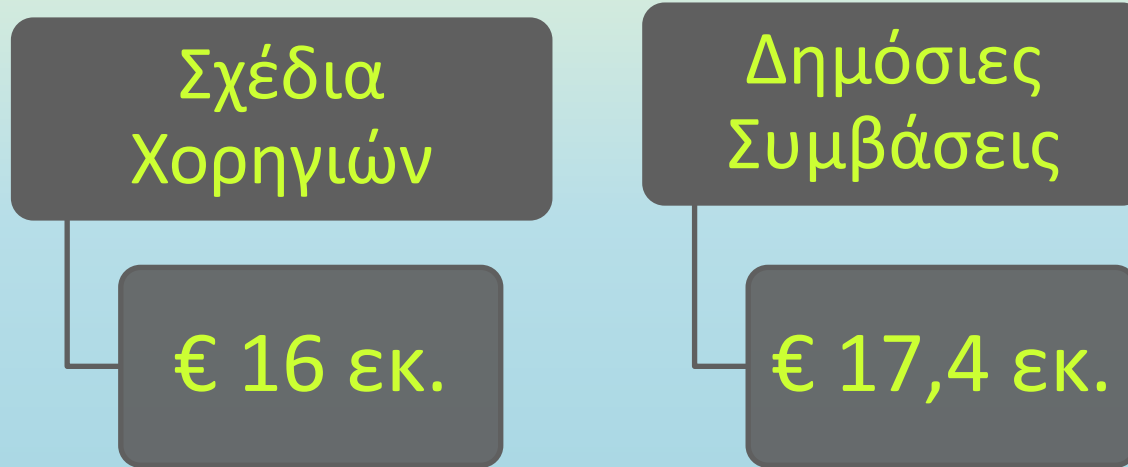 Σχέδια
Χορηγιών
€ 16 εκ.
Δημόσιες
Συμβάσεις
€ 17,4 εκ.